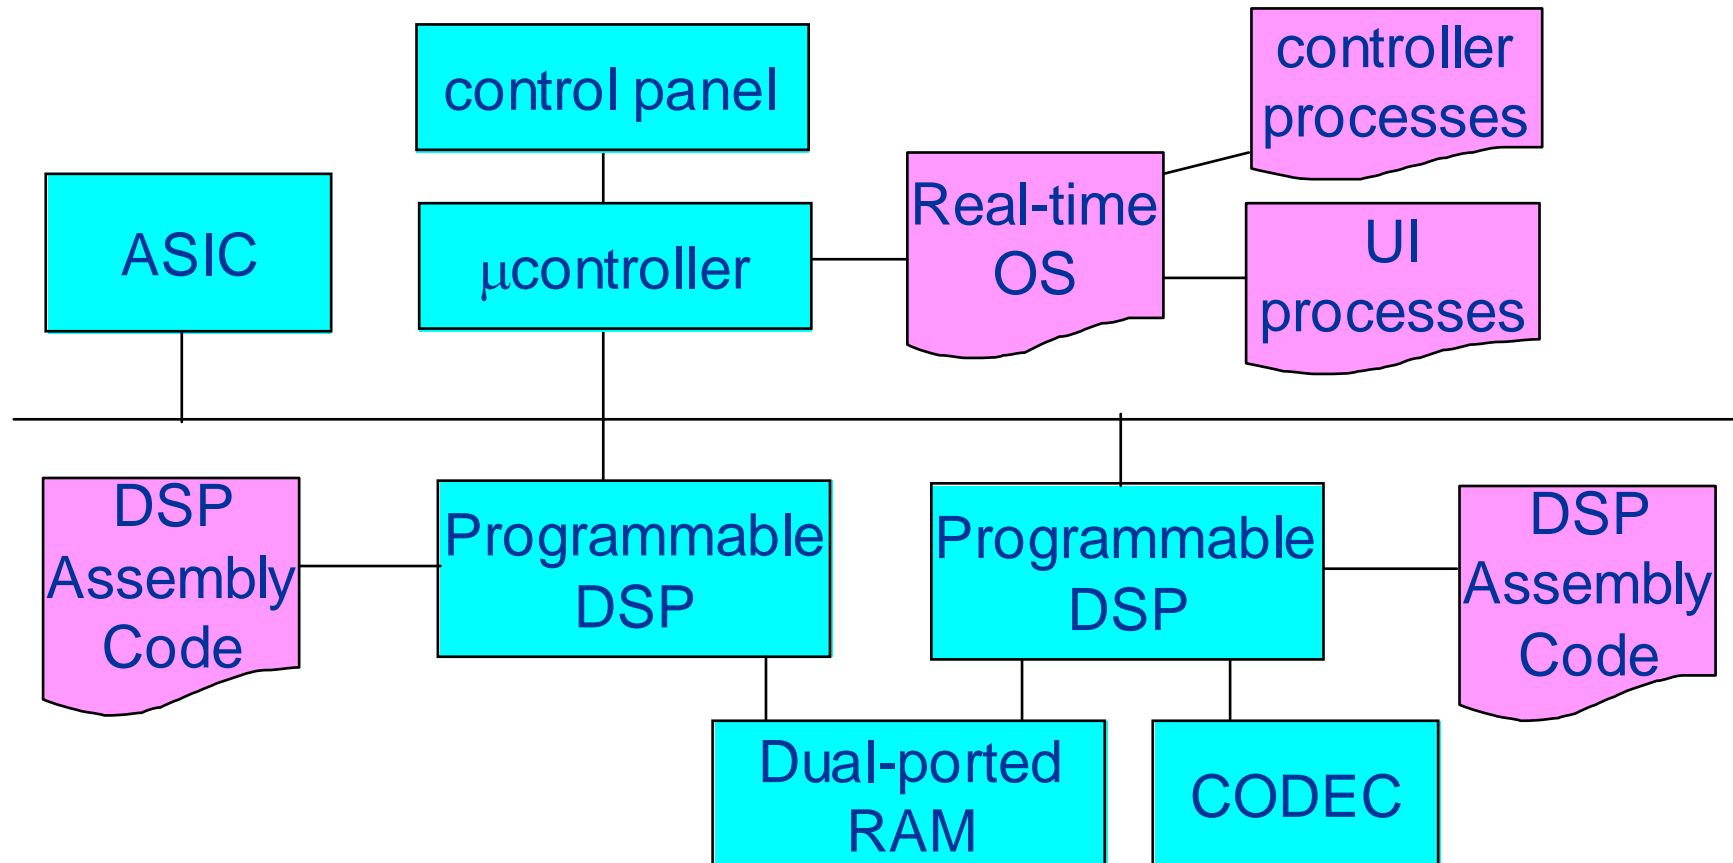 control panel
controller
processes
ASIC
μcontroller
Real-time
OS
UI
processes
DSP
Assembly
Code
Programmable
DSP
Programmable
DSP
DSP
Assembly
Code
Dual-ported
RAM
CODEC